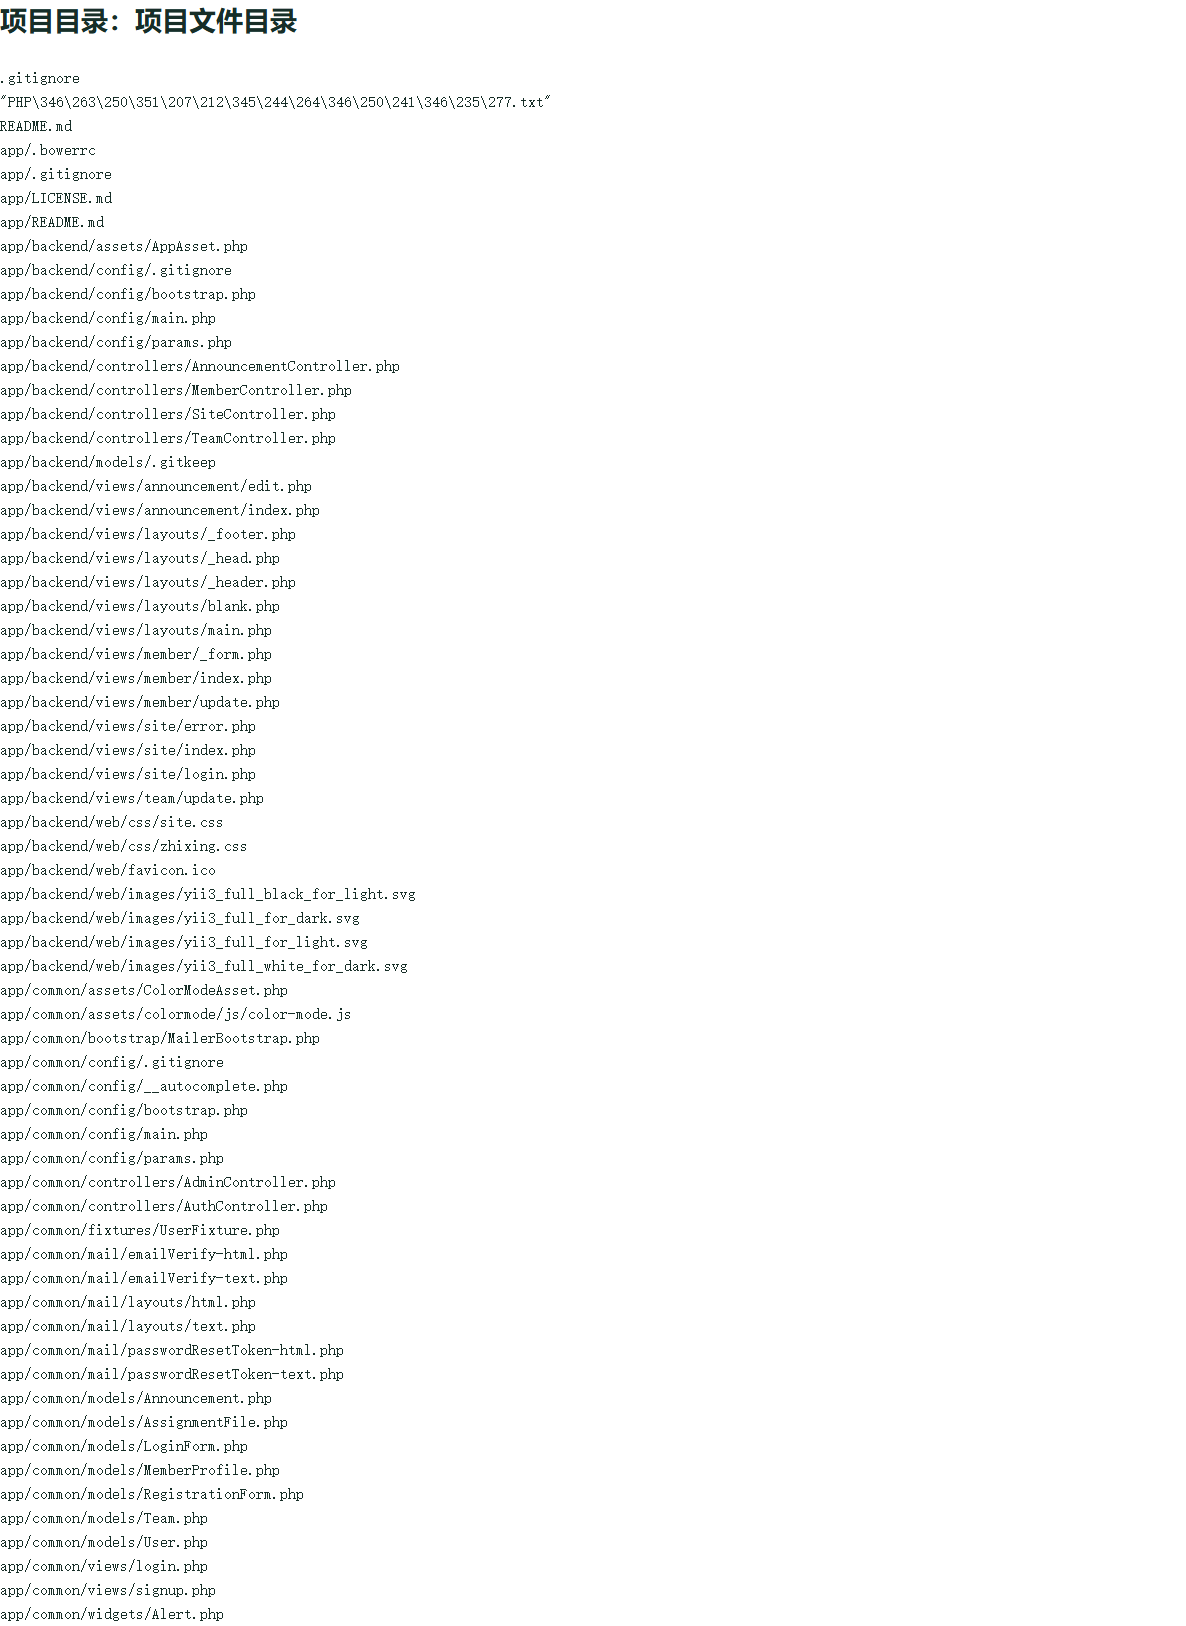 项目目录：项目文件目录
.gitignore
"PHP\346\263\250\351\207\212\345\244\264\346\250\241\346\235\277.txt"
README.md
app/.bowerrc
app/.gitignore
app/LICENSE.md
app/README.md
app/backend/assets/AppAsset.php
app/backend/config/.gitignore
app/backend/config/bootstrap.php
app/backend/config/main.php
app/backend/config/params.php
app/backend/controllers/AnnouncementController.php
app/backend/controllers/MemberController.php
app/backend/controllers/SiteController.php
app/backend/controllers/TeamController.php
app/backend/models/.gitkeep
app/backend/views/announcement/edit.php
app/backend/views/announcement/index.php
app/backend/views/layouts/_footer.php
app/backend/views/layouts/_head.php
app/backend/views/layouts/_header.php
app/backend/views/layouts/blank.php
app/backend/views/layouts/main.php
app/backend/views/member/_form.php
app/backend/views/member/index.php
app/backend/views/member/update.php
app/backend/views/site/error.php
app/backend/views/site/index.php
app/backend/views/site/login.php
app/backend/views/team/update.php
app/backend/web/css/site.css
app/backend/web/css/zhixing.css
app/backend/web/favicon.ico
app/backend/web/images/yii3_full_black_for_light.svg
app/backend/web/images/yii3_full_for_dark.svg
app/backend/web/images/yii3_full_for_light.svg
app/backend/web/images/yii3_full_white_for_dark.svg
app/common/assets/ColorModeAsset.php
app/common/assets/colormode/js/color-mode.js
app/common/bootstrap/MailerBootstrap.php
app/common/config/.gitignore
app/common/config/__autocomplete.php
app/common/config/bootstrap.php
app/common/config/main.php
app/common/config/params.php
app/common/controllers/AdminController.php
app/common/controllers/AuthController.php
app/common/fixtures/UserFixture.php
app/common/mail/emailVerify-html.php
app/common/mail/emailVerify-text.php
app/common/mail/layouts/html.php
app/common/mail/layouts/text.php
app/common/mail/passwordResetToken-html.php
app/common/mail/passwordResetToken-text.php
app/common/models/Announcement.php
app/common/models/AssignmentFile.php
app/common/models/LoginForm.php
app/common/models/MemberProfile.php
app/common/models/RegistrationForm.php
app/common/models/Team.php
app/common/models/User.php
app/common/views/login.php
app/common/views/signup.php
app/common/widgets/Alert.php